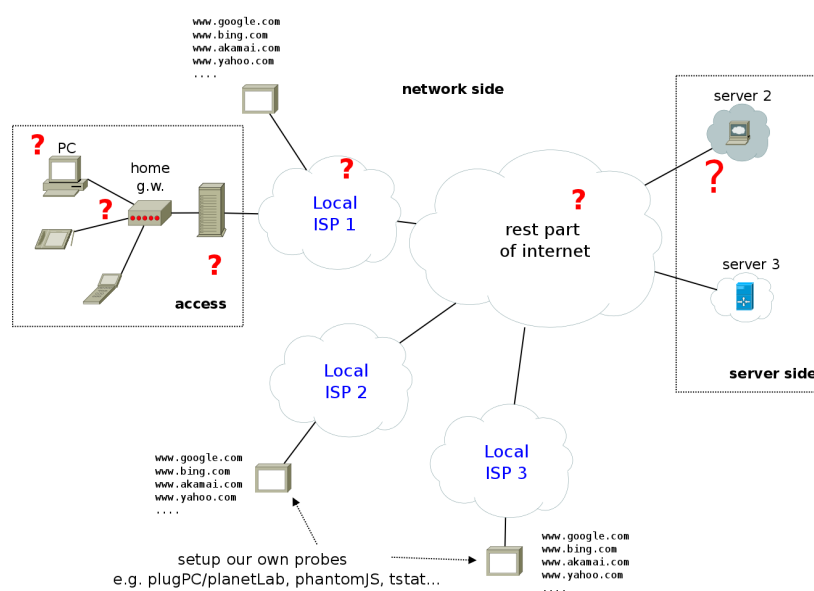 www.google.com
www.bing.com
www.akamai.com
www.yahoo.com
....
network side
server 2
?
PC
home
g.w.
?
?
?
?
?
Local
ISP 1
rest part
of internet
server 3
access
server side
Local
ISP 2
Local
ISP 3
www.google.com
www.bing.com
www.akamai.com
www.yahoo.com
....
setup our own probes
e.g. plugPC/planetLab, phantomJS, tstat...
www.google.com
www.bing.com
www.akamai.com
www.yahoo.com
....